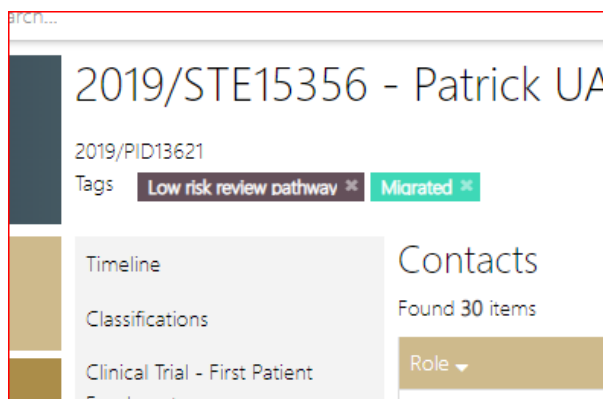 arch...
2019/STE15356 - Patrick UA
2019/PID13621
Tags Low risk review pathway × Migrated ×
Timeline
Classifications
Clinical Trial - First Patient
Contacts
Found 30 items
Role